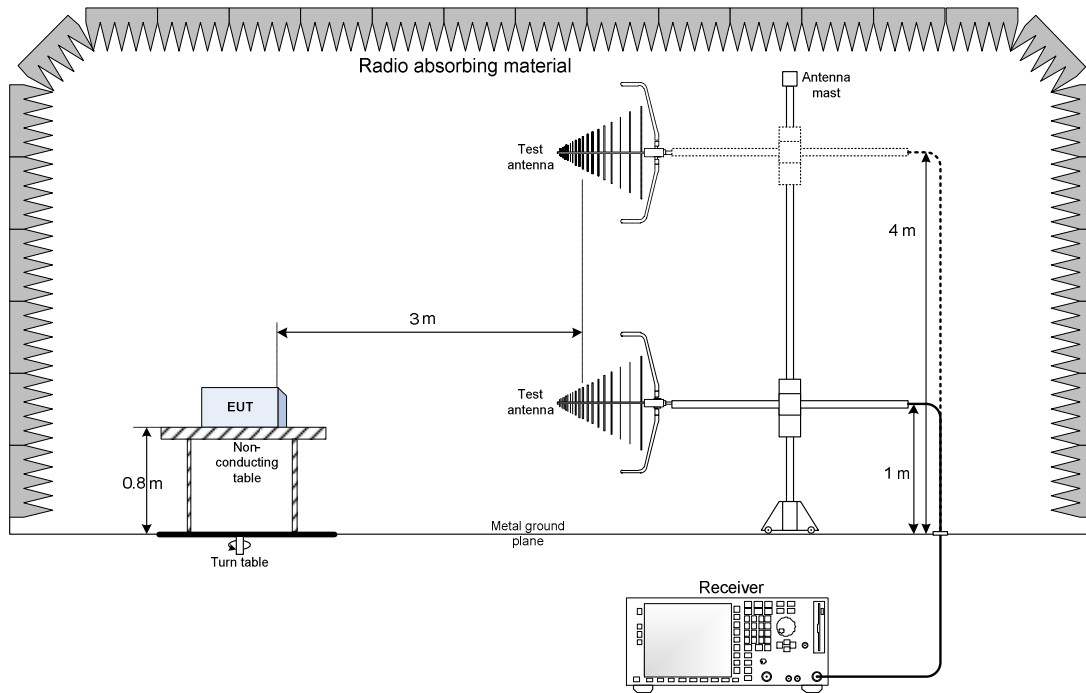 Radio absorbing material
Antenna
mast
Test
antenna
4 m
3 m
Test
antenna
EUT
Non-
conducting
table
0.8 m
1 m
Metal ground
plane
Turn table
Receiver